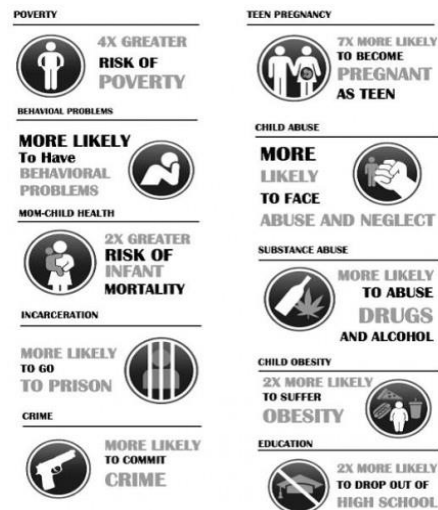 POVERTY
4X GREATER
RISK OF
POVERTY
BEHAVIOAL PROBLEMS
MORE LIKELY
To Have
BEHAVIORAL
PROBLEMS
MOM-CHILD HEALTH
2X GREATER
RISK OF
INFANT
MORTALITY
INCARCERATION
MORE LIKELY
TO GO
TO PRISON
CRIME
MORE LIKELY
TO COMMIT
CRIME
TEEN PREGNANCY
7X MORE LIKELY
TO BECOME
PREGNANT
AS TEEN
CHILD ABUSE
MORE
LIKELY
TO FACE
ABUSE AND NEGLECT
SUBSTANCE ABUSE
MORE LIKELY
TO ABUSE
DRUGS
AND ALCOHOL
CHILD OBESITY
2X MORE LIKELY
TO SUFFER
OBESITY
EDUCATION
2X MORE LIKELY
TO DROP OUT OF
HIGH SCHOOL